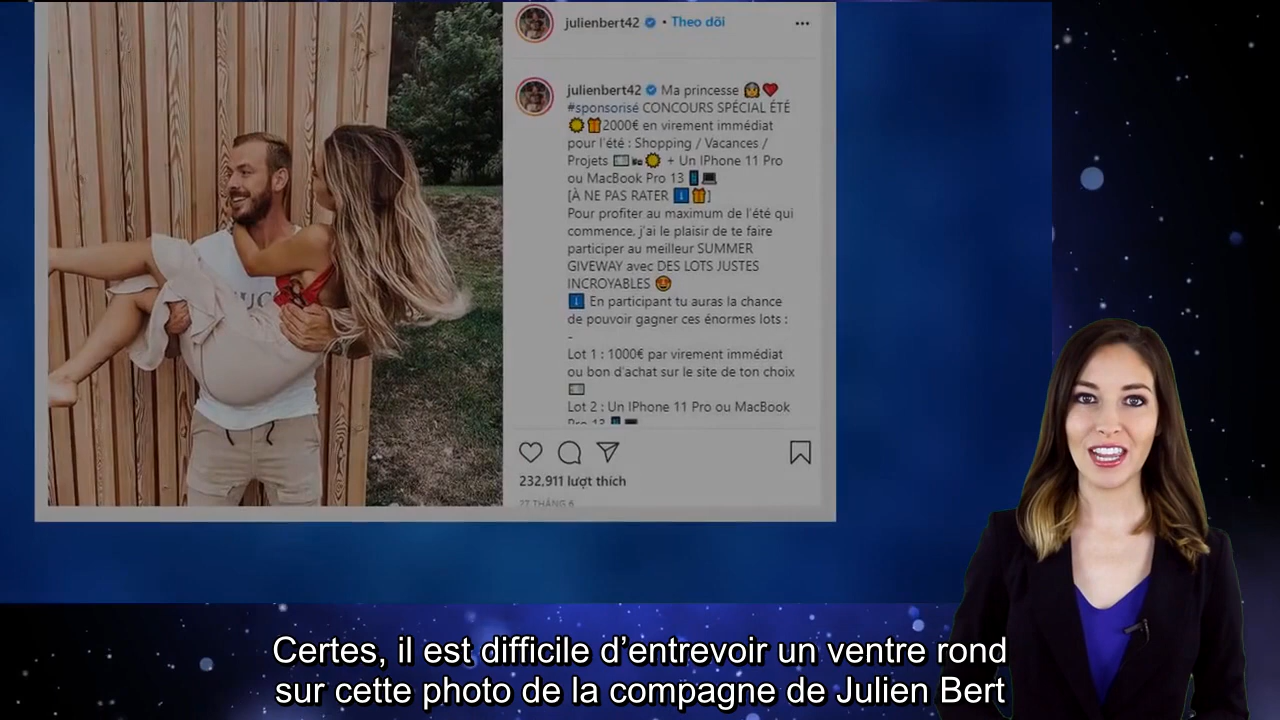 julienbert42 • Theo dõi
julienbert42 Ma princesse 👸❤️
#sponsorisé CONCOURS SPÉCIAL ÉTÉ
☀️🎁2000€ en virement immédiat
pour l'été : Shopping / Vacances /
Projets 💵🏍☀️ + Un IPhone 11 Pro
ou MacBook Pro 13 📱💻
[À NE PAS RATER ⬇️🎁]
Pour profiter au maximum de l'été qui
commence, j'ai le plaisir de te faire
participer au meilleur SUMMER
GIVEWAY avec DES LOTS JUSTES
INCROYABLES 🤩
⬇️ En participant tu auras la chance
de pouvoir gagner ces énormes lots :
-
Lot 1 : 1000€ par virement immédiat
ou bon d'achat sur le site de ton choix
💵
Lot 2 : Un IPhone 11 Pro ou MacBook
Pro 13 📱💻
232,911 lượt thích
27 THÁNG 6
Certes, il est difficile d'entrevoir un ventre rond
sur cette photo de la compagne de Julien Bert